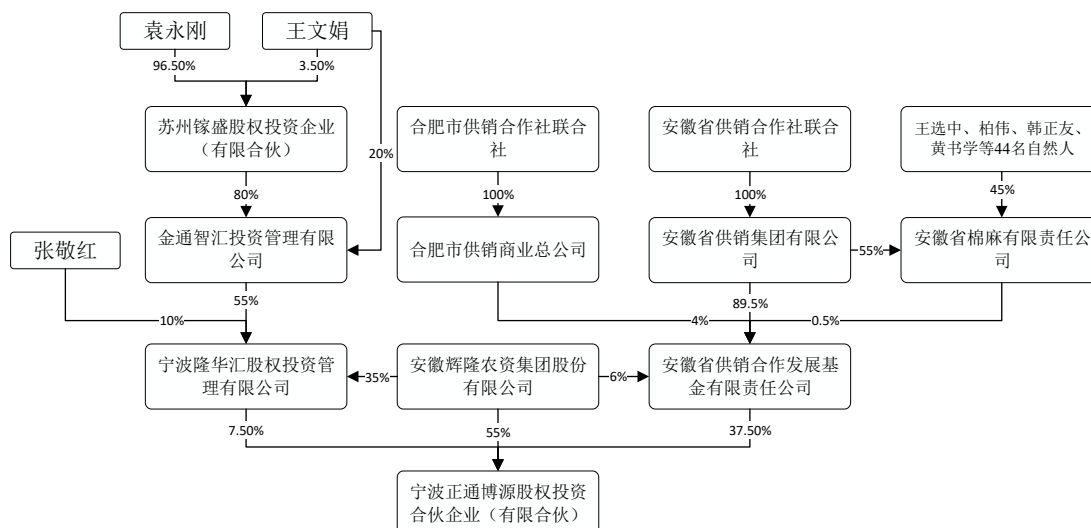 袁永刚
王文娟
96.50%
3.50%
苏州镓盛股权投资企业
（有限合伙）
合肥市供销合作社联合
社
安徽省供销合作社联合
社
王选中、柏伟、韩正友、
黄书学等44名自然人
20%
80%
100%
100%
45%
张敬红
金通智汇投资管理有限
公司
合肥市供销商业总公司
安徽省供销集团有限公
司
55%
安徽省棉麻有限责任公
司
55%
89.5%
10%
4%
0.5%
宁波隆华汇股权投资管
理有限公司
35%
安徽辉隆农资集团股份
有限公司
6%
安徽省供销合作发展基
金有限责任公司
7.50%
55%
37.50%
宁波正通博源股权投资
合伙企业（有限合伙）